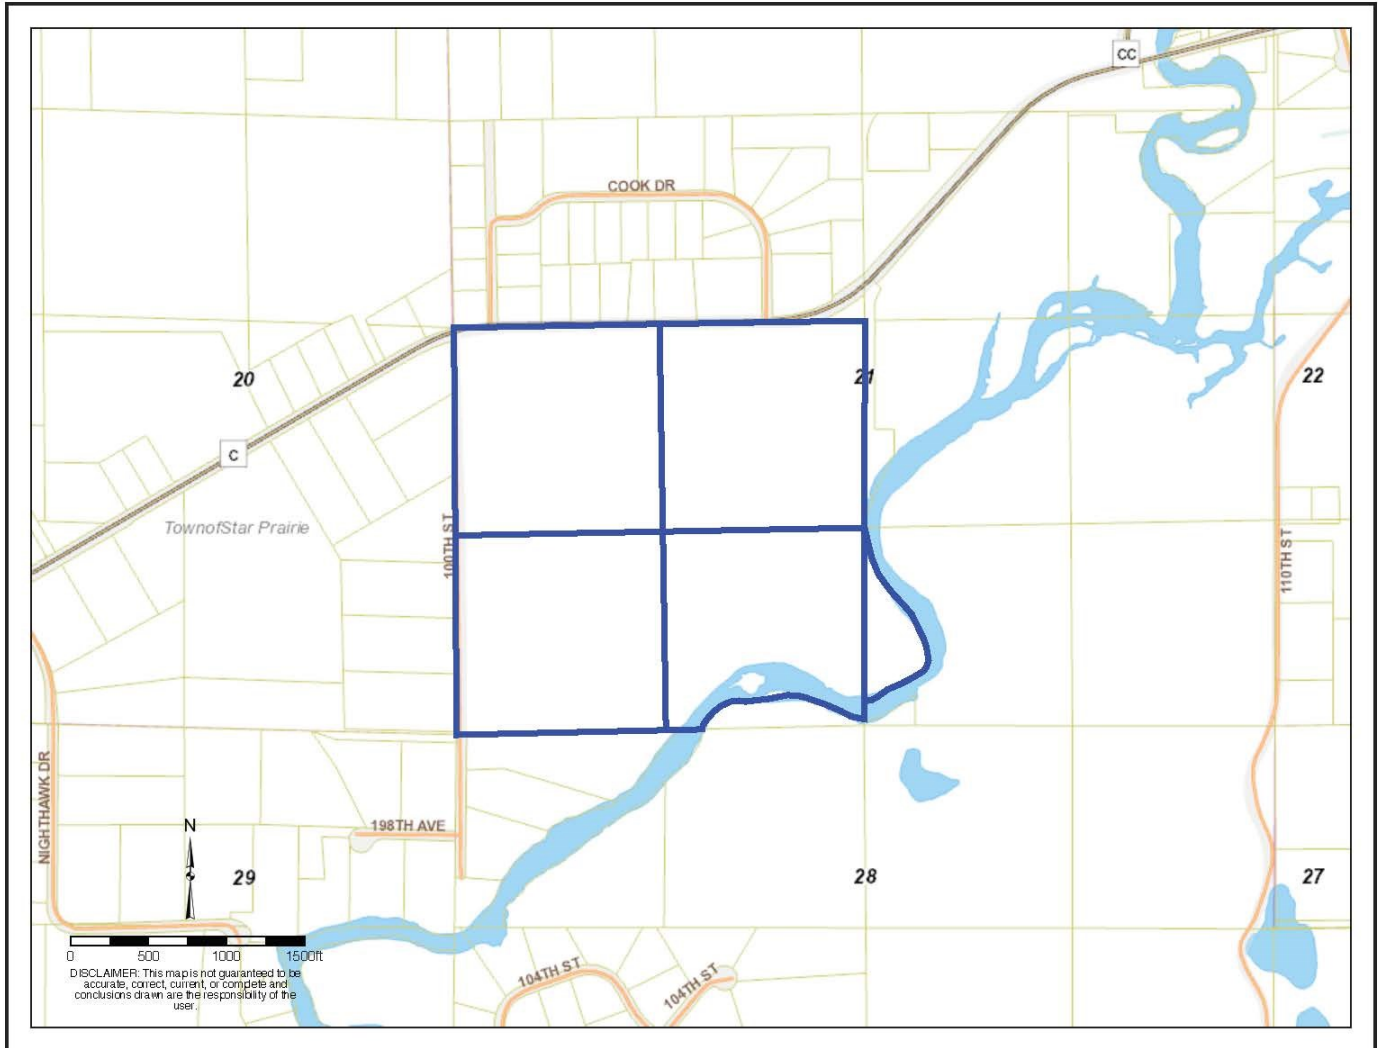 CC
COOK DR
20
21
22
C
TownofStar Prairie
100TH ST
110TH ST
NIGHTHAWK DR
N
198TH AVE
29
28
27
0 500 1000 1500ft
DISCLAIMER: This map is not guaranteed to be
accurate, correct, current, or complete and
conclusions drawn are the responsibility of the
user.
104TH ST
104TH ST